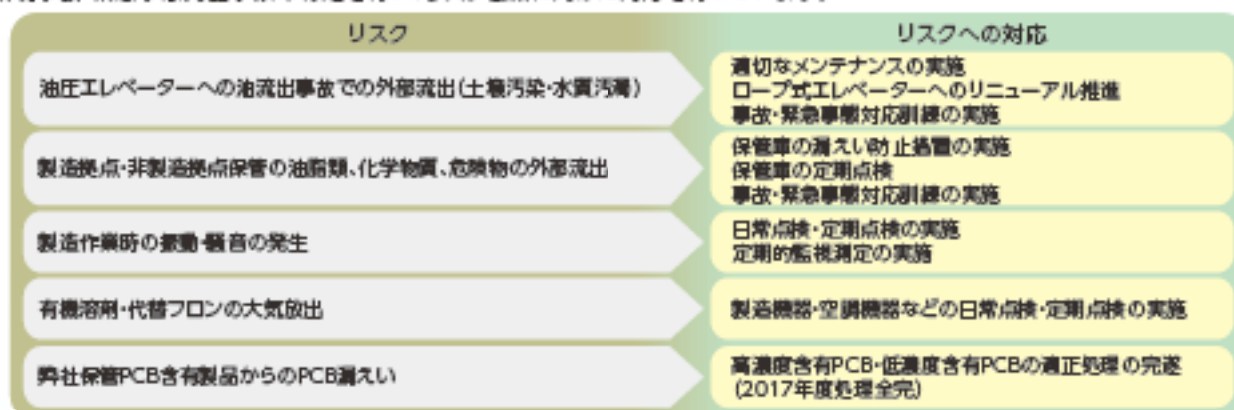 リスク
リスクへの対応
油圧エレベーターへの油流出事故での外部流出(土壌汚染・水質汚濁)
適切なメンテナンスの実施
ロープ式エレベーターへのリニューアル推進
事故・緊急事態対応訓練の実施
製造拠点・非製造拠点保管の油脂類、化学物質、危険物の外部流出
保管庫の漏えい防止措置の実施
保管庫の定期点検
事故・緊急事態対応訓練の実施
製造作業時の振動・騒音の発生
日常点検・定期点検の実施
定期的監視測定の実施
有機溶剤・代替フロンの大気放出
製造機器・空調機器などの日常点検・定期点検の実施
弊社保管PCB含有製品からのPCB漏えい
高濃度含有PCB・低濃度含有PCBの適正処理の完遂
(2017年度処理全完)